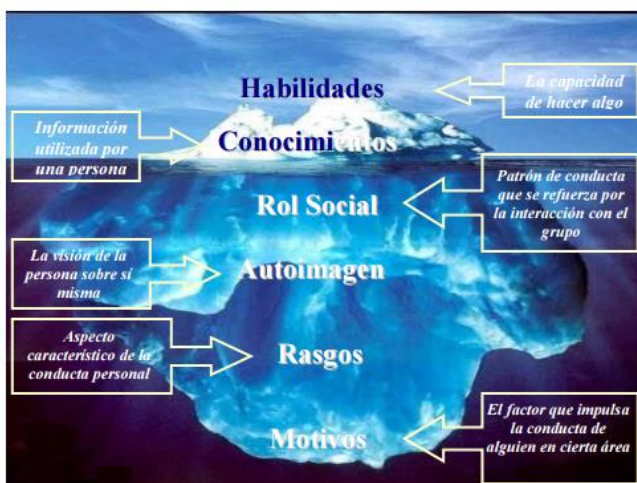 Habilidades
La capacidad
de hacer algo
Información
utilizada por
una persona
Conocimientos
Rol Social
Patrón de conducta
que se refuerza por
la interacción con el
grupo
La visión de la
persona sobre sí
misma
Autoimagen
Aspecto
característico de la
conducta personal
Rasgos
Motivos
El factor que impulsa
la conducta de
alguien en cierta área